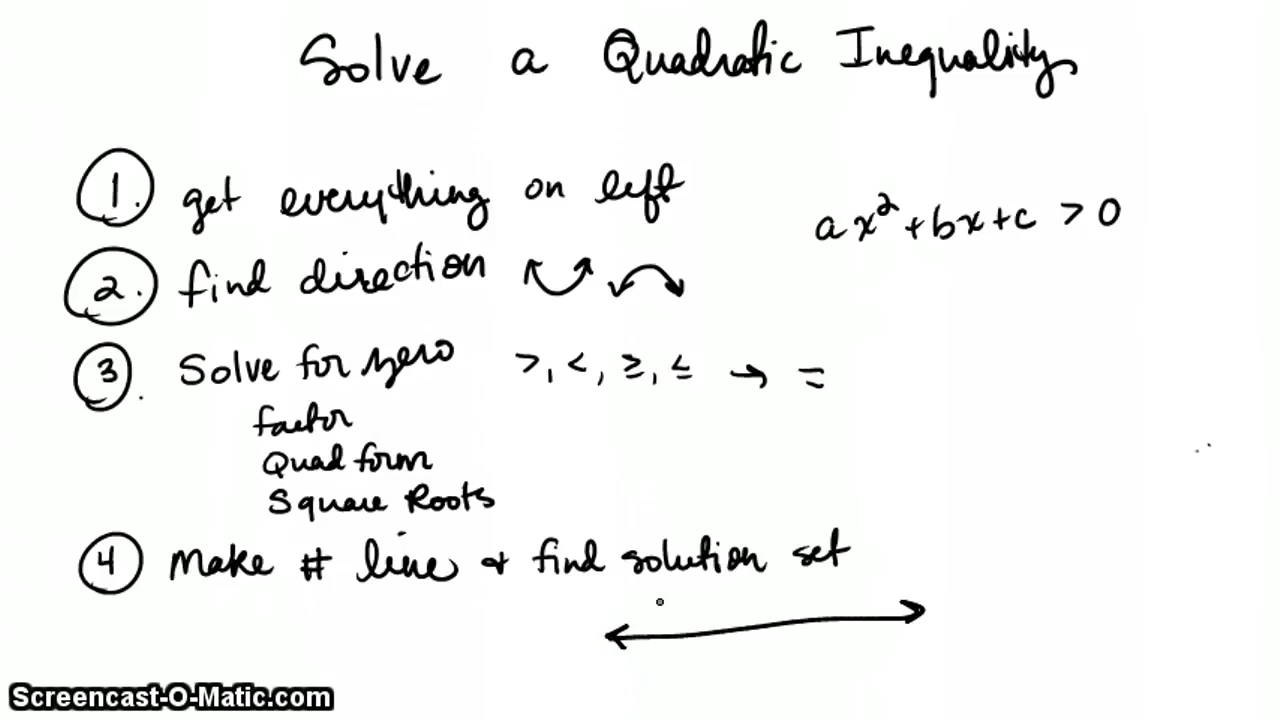 Solve a Quadratic Inequality
1. get everything on left
ax² + bx + c > 0
2. find direction
3. Solve for zero >, <, ≥, ≤ → =
factor
Quad form
Square Roots
4 Make # line & find solution set
Screencast-O-Matic.com